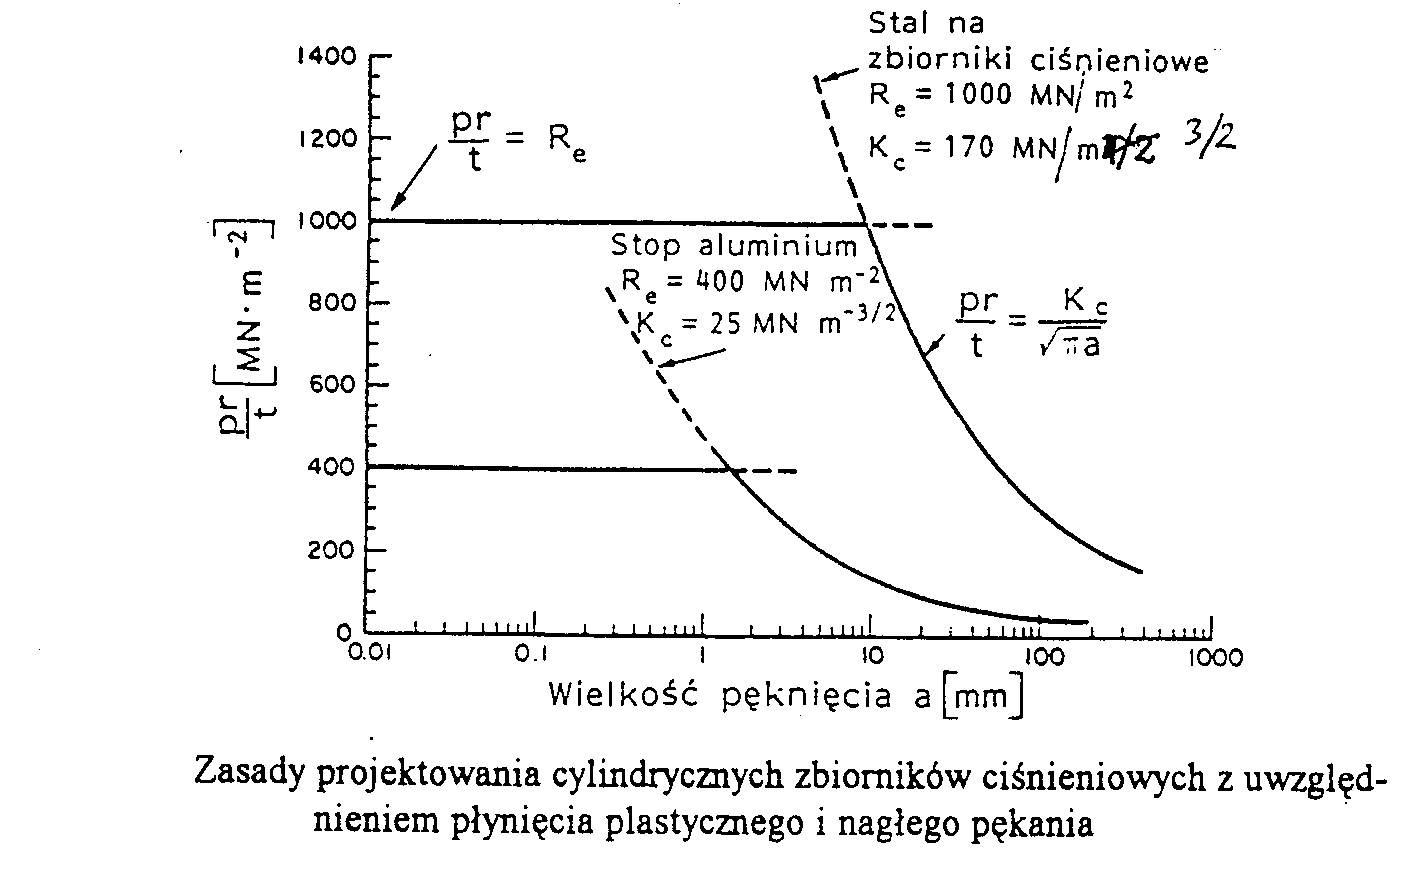 Stal na
zbiorniki ciśnieniowe
R_e = 1000 MN/m²
K_c = 170 MN/m 3/2
pr/t = R_e
Stop aluminium
R_e = 400 MN m⁻²
K_c = 25 MN m⁻³/²
pr/t = K_c/√πa
pr/t [MN·m⁻²]
1400
1200
1000
800
600
400
200
0
0.01 0.1 1 10 100 1000
Wielkość pęknięcia a [mm]
Zasady projektowania cylindrycznych zbiorników ciśnieniowych z uwzględ-
nieniem płynięcia plastycznego i nagłego pękania